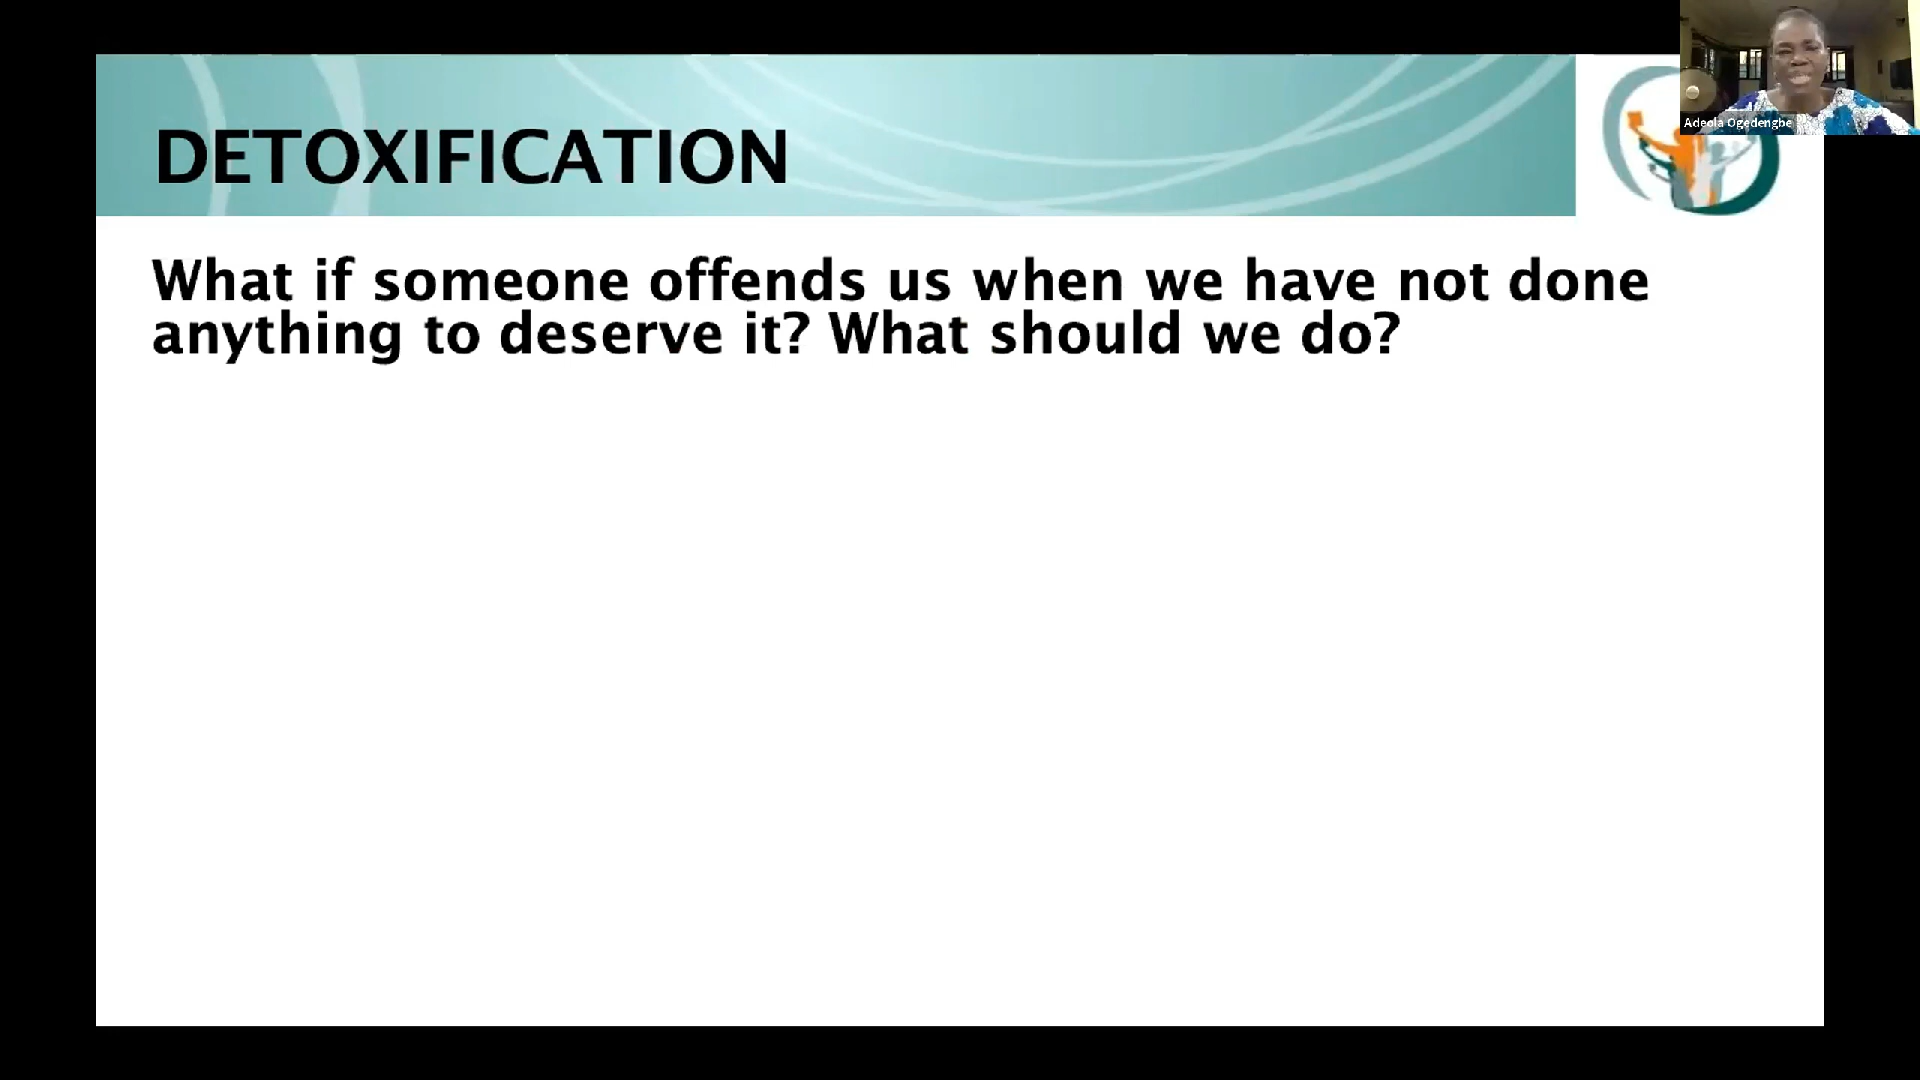 DETOXIFICATION
Adeola Ogedengbe
What if someone offends us when we have not done
anything to deserve it? What should we do?